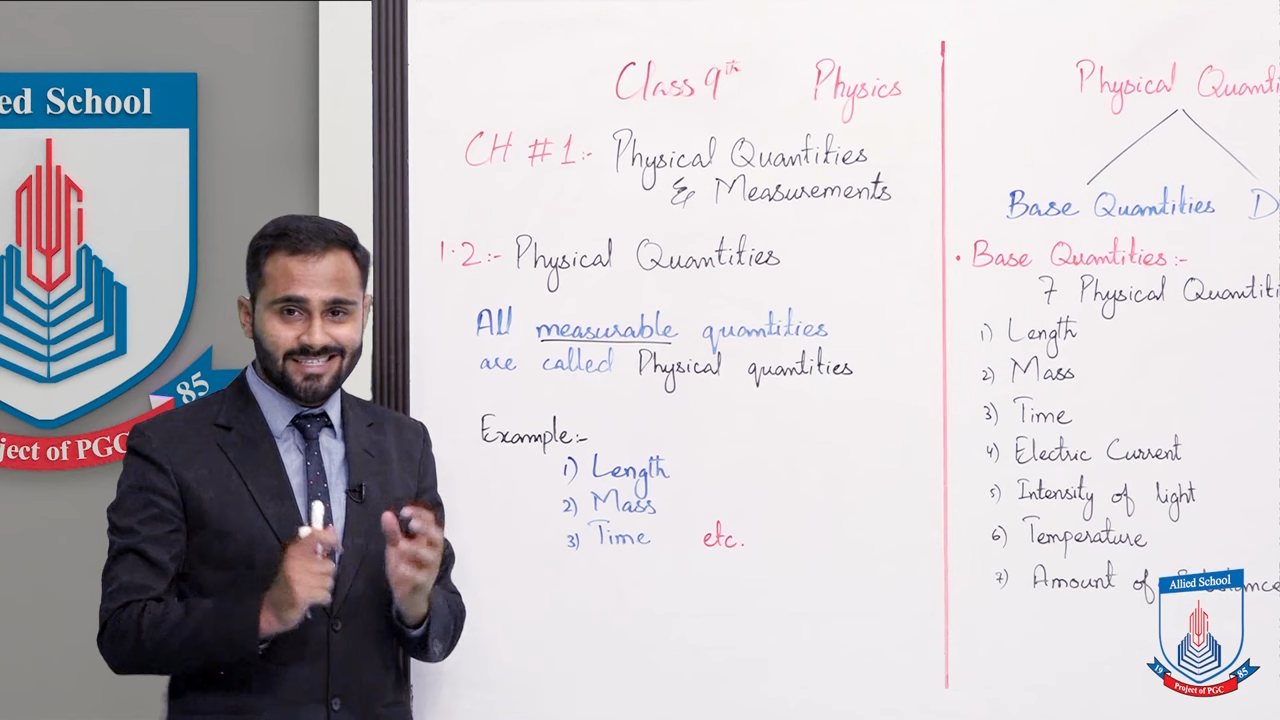 ed School
85
ject of PGC
Class 9th Physics
CH #1:- Physical Quantities
& Measurements
1.2:- Physical Quantities
All measurable quantities
are called Physical quantities
Example:-
1) Length
2) Mass
3) Time etc.
Physical Quanti
Base Quantities D
• Base Quantities:-
7 Physical Quantiti
1) Length
2) Mass
3) Time
4) Electric Current
5) Intensity of light
6) Temperature
7) Amount of Substance
Allied School
19 85
Project of PGC